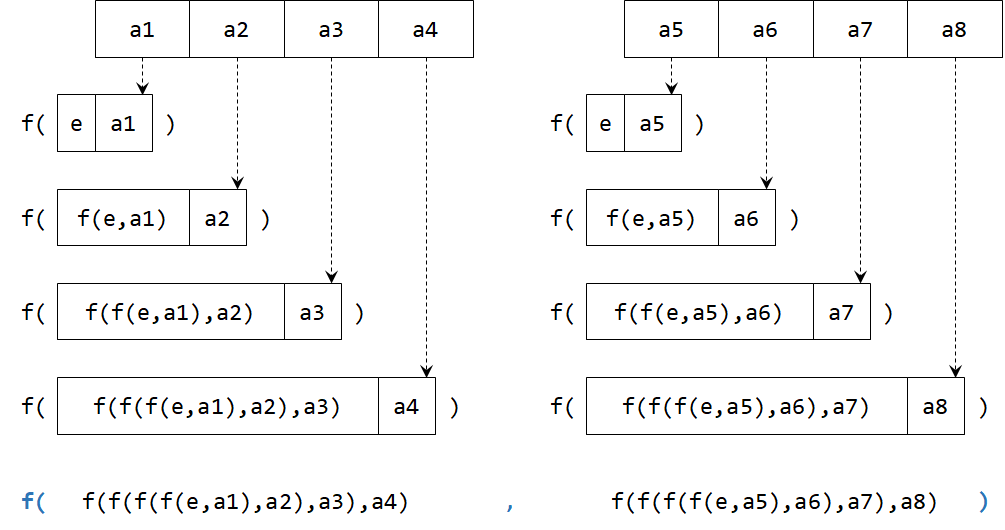 a1 a2 a3 a4 a5 a6 a7 a8
f( e a1 ) f( e a5 )
f( f(e,a1) a2 ) f( f(e,a5) a6 )
f( f(f(e,a1),a2) a3 ) f( f(f(e,a5),a6) a7 )
f( f(f(f(e,a1),a2),a3) a4 ) f( f(f(f(e,a5),a6),a7) a8 )
f( f(f(f(f(e,a1),a2),a3),a4) , f(f(f(f(e,a5),a6),a7),a8) )